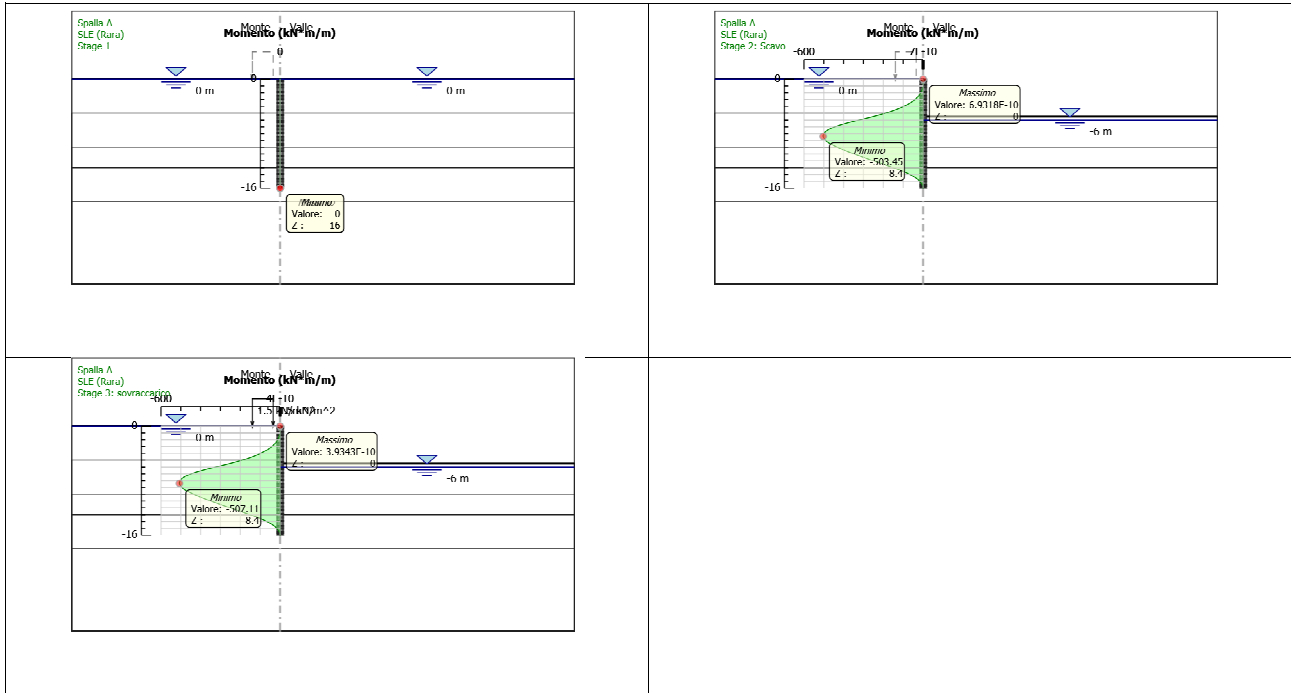 Spalla A
SLE (Rara)
Stage 1
Monte Valle
Momento (kN*m/m)
0
0
0 m
0 m
-16
Minimo
Valore: 0
Z : 16
Spalla A
SLE (Rara)
Stage 2: Scavo
Monte Valle
Momento (kN*m/m)
-600
-10
0
0 m
Massimo
Valore: 6.9318E-10
Z : 0
-6 m
Minimo
Valore: -503.45
Z : 8.4
-16
Spalla A
SLE (Rara)
Stage 3: sovraccarico
Monte Valle
Momento (kN*m/m)
-600
-10
0
0 m
Massimo
Valore: 3.9343E-10
Z : 0
-6 m
Minimo
Valore: -507.11
Z : 8.4
-16